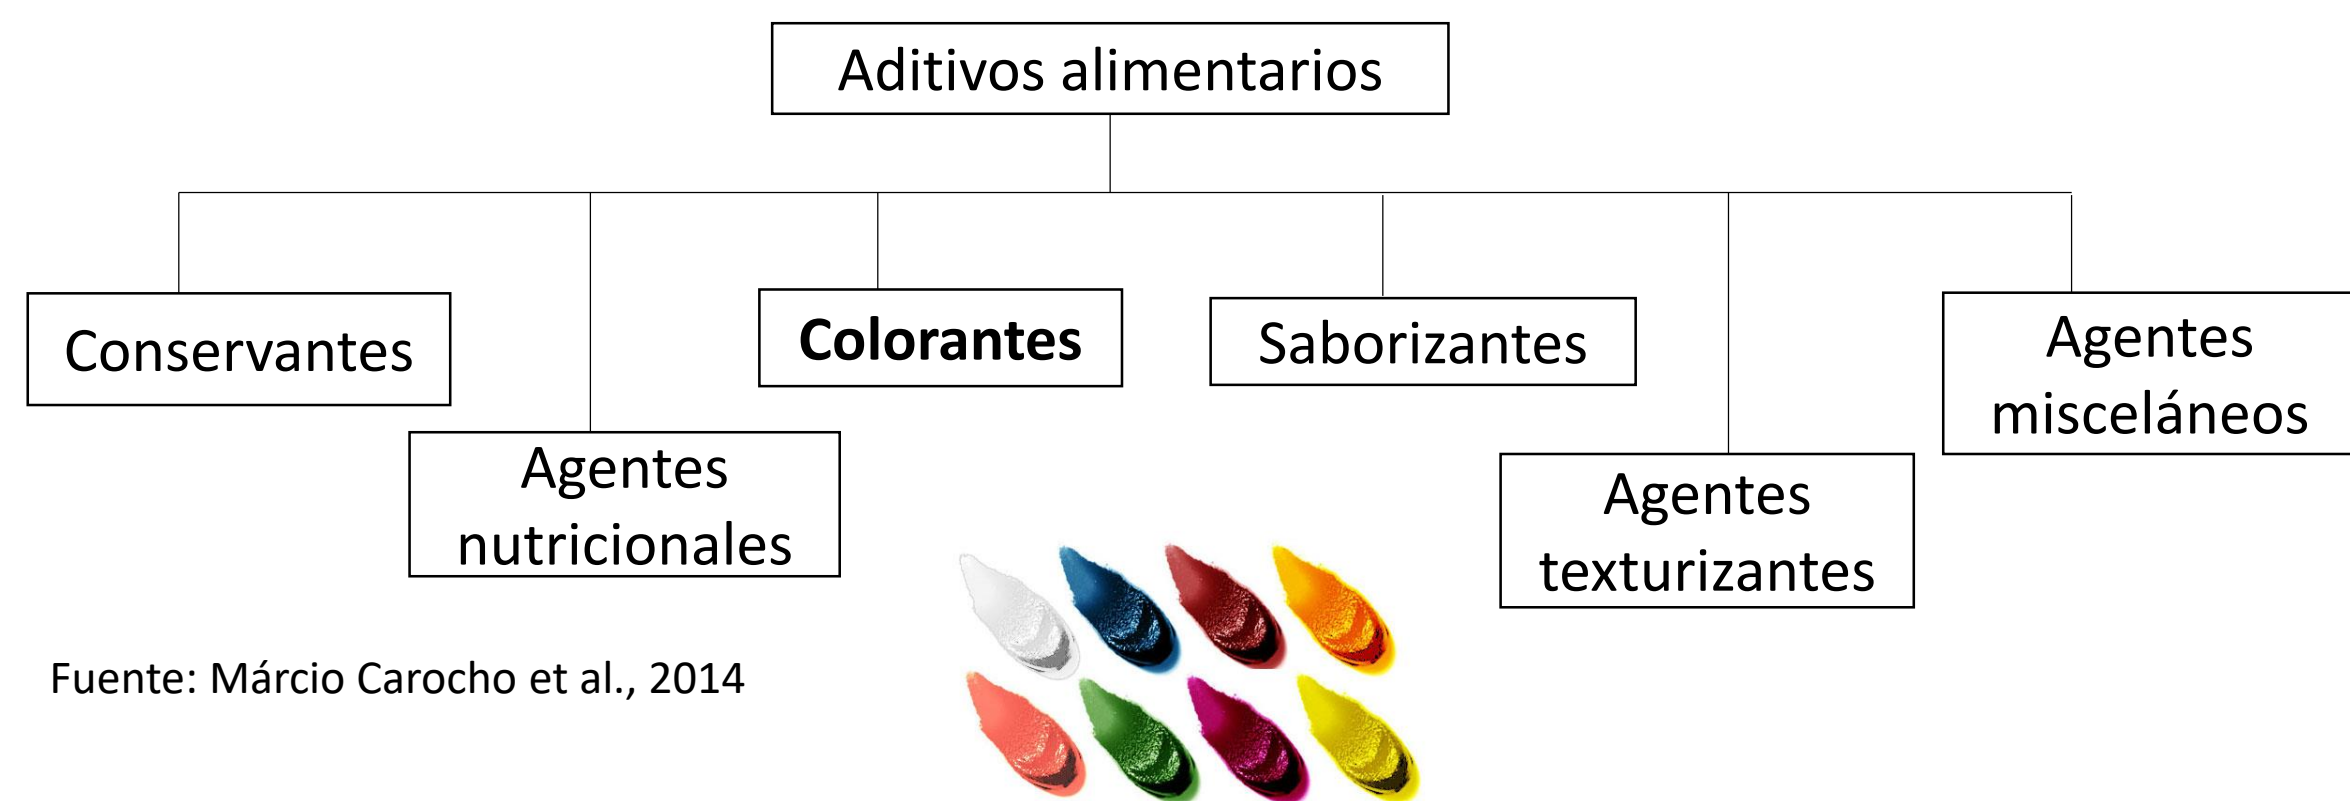 Aditivos alimentarios
Conservantes
Colorantes
Saborizantes
Agentes
misceláneos
Agentes
nutricionales
Agentes
texturizantes
Fuente: Márcio Carocho et al., 2014